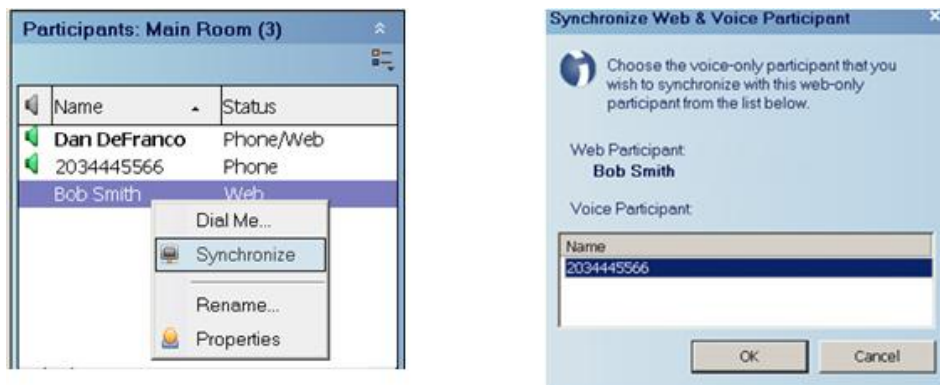 Participants: Main Room (3)
Name Status
Dan DeFranco Phone/Web
2034445566 Phone
Bob Smith Web
Dial Me...
Synchronize
Rename...
Properties
Synchronize Web & Voice Participant
Choose the voice-only participant that you
wish to synchronize with this web-only
participant from the list below.
Web Participant:
Bob Smith
Voice Participant:
Name
2034445566
OK Cancel